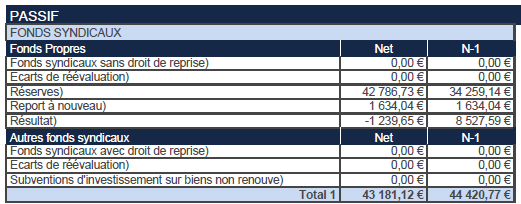 PASSIF
FONDS SYNDICAUX
Fonds Propres Net N-1
Fonds syndicaux sans droit de reprise) 0,00 € 0,00 €
Ecarts de réévaluation) 0,00 € 0,00 €
Réserves) 42 786,73 € 34 259,14 €
Report à nouveau) 1 634,04 € 1 634,04 €
Résultat) -1 239,65 € 8 527,59 €
Autres fonds syndicaux Net N-1
Fonds syndicaux avec droit de reprise) 0,00 € 0,00 €
Ecarts de réévaluation) 0,00 € 0,00 €
Subventions d'investissement sur biens non renouve) 0,00 € 0,00 €
Total 1 43 181,12 € 44 420,77 €